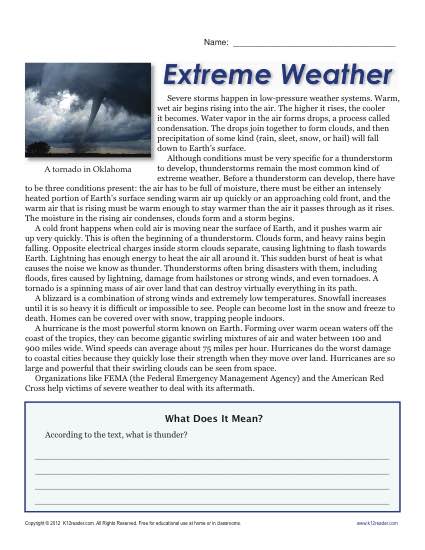 Name:
Extreme Weather
Severe storms happen in low-pressure weather systems. Warm,
wet air begins rising into the air. The higher it rises, the cooler
it becomes. Water vapor in the air forms drops, a process called
condensation. The drops join together to form clouds, and then
precipitation of some kind (rain, sleet, snow, or hail) will fall
down to Earth's surface.
Although conditions must be very specific for a thunderstorm
to develop, thunderstorms remain the most common kind of
extreme weather. Before a thunderstorm can develop, there have
A tornado in Oklahoma
to be three conditions present: the air has to be full of moisture, there must be either an intensely
heated portion of Earth's surface sending warm air up quickly or an approaching cold front, and the
warm air that is rising must be warm enough to stay warmer than the air it passes through as it rises.
The moisture in the rising air condenses, clouds form and a storm begins.
A cold front happens when cold air is moving near the surface of Earth, and it pushes warm air
up very quickly. This is often the beginning of a thunderstorm. Clouds form, and heavy rains begin
falling. Opposite electrical charges inside storm clouds separate, causing lightning to flash towards
Earth. Lightning has enough energy to heat the air all around it. This sudden burst of heat is what
causes the noise we know as thunder. Thunderstorms often bring disasters with them, including
floods, fires caused by lightning, damage from hailstones or strong winds, and even tornadoes. A
tornado is a spinning mass of air over land that can destroy virtually everything in its path.
A blizzard is a combination of strong winds and extremely low temperatures. Snowfall increases
until it is so heavy it is difficult or impossible to see. People can become lost in the snow and freeze to
death. Homes can be covered over with snow, trapping people indoors.
A hurricane is the most powerful storm known on Earth. Forming over warm ocean waters off the
coast of the tropics, they can become gigantic swirling mixtures of air and water between 100 and
900 miles wide. Wind speeds can average about 75 miles per hour. Hurricanes do the worst damage
to coastal cities because they quickly lose their strength when they move over land. Hurricanes are so
large and powerful that their swirling clouds can be seen from space.
Organizations like FEMA (the Federal Emergency Management Agency) and the American Red
Cross help victims of severe weather to deal with its aftermath.
What Does It Mean?
According to the text, what is thunder?
Copyright © 2012 K12reader.com. All Rights Reserved. Free for educational use at home or in classrooms.
www.k12reader.com